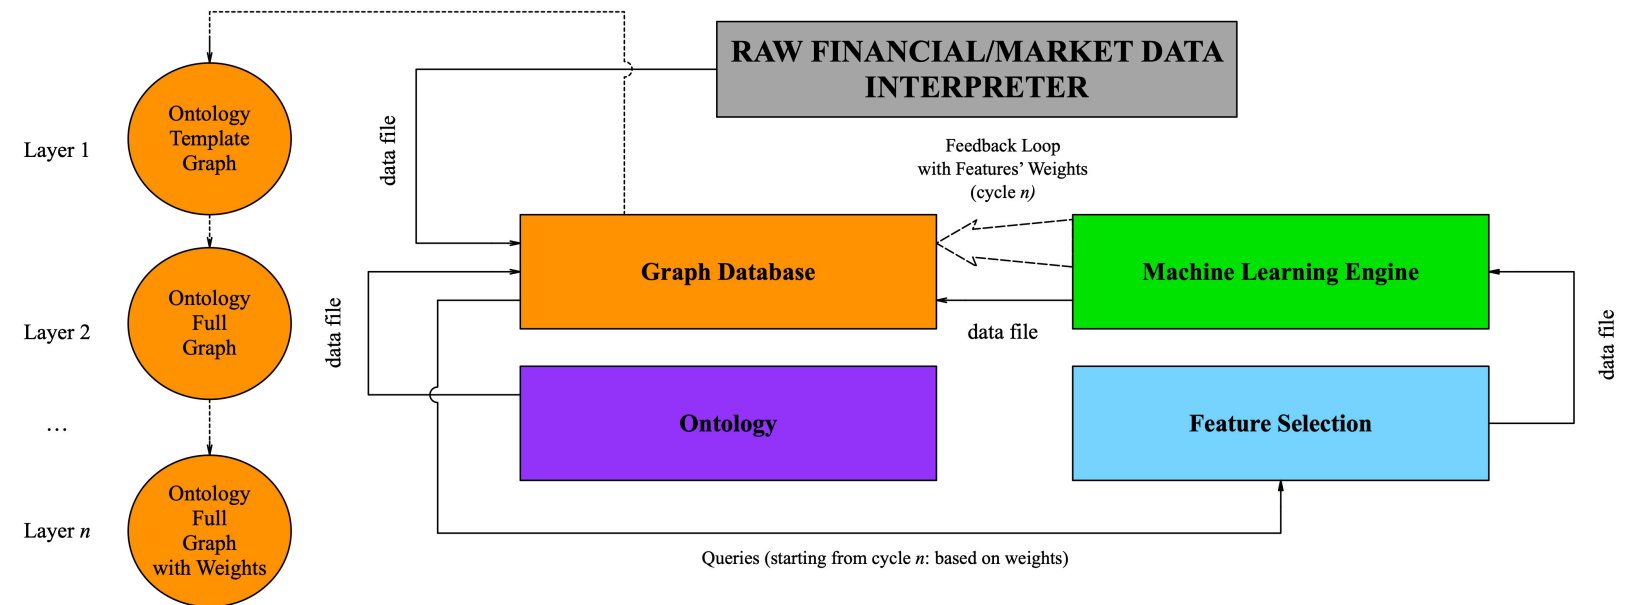 RAW FINANCIAL/MARKET DATA
INTERPRETER
Ontology
Template
Graph
Layer 1
data file
Feedback Loop
with Features’ Weights
(cycle n)
Graph Database
Machine Learning Engine
Ontology
Full
Graph
Layer 2
data file
data file
data file
Ontology
Feature Selection
…
Ontology
Full
Graph
with Weights
Layer n
Queries (starting from cycle n: based on weights)